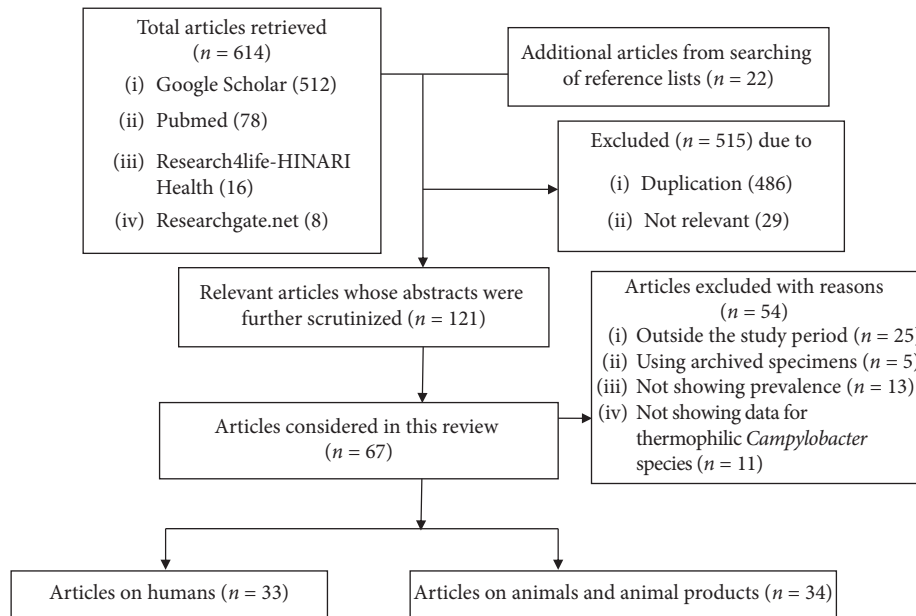 Total articles retrieved
(n = 614)
(i) Google Scholar (512)
(ii) Pubmed (78)
(iii) Research4life-HINARI
Health (16)
(iv) Researchgate.net (8)
Additional articles from searching
of reference lists (n = 22)
Excluded (n = 515) due to
(i) Duplication (486)
(ii) Not relevant (29)
Relevant articles whose abstracts were
further scrutinized (n = 121)
Articles excluded with reasons
(n = 54)
(i) Outside the study period (n = 25)
(ii) Using archived specimens (n = 5)
(iii) Not showing prevalence (n = 13)
(iv) Not showing data for
thermophilic Campylobacter
species (n = 11)
Articles considered in this review
(n = 67)
Articles on humans (n = 33)
Articles on animals and animal products (n = 34)